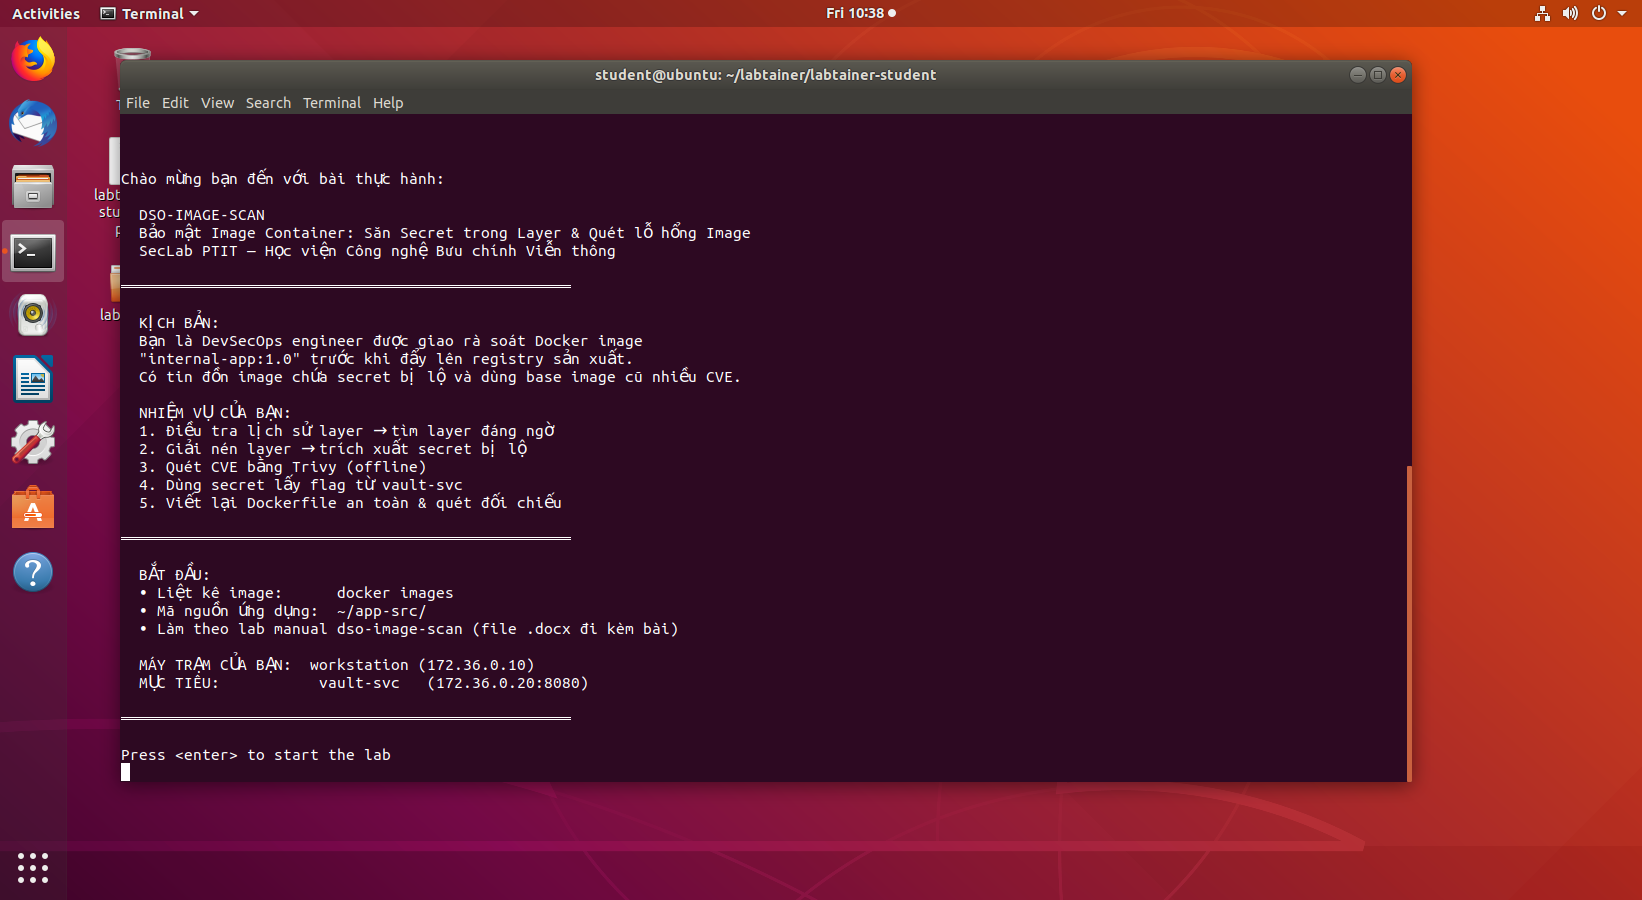 Activities
Terminal
Fri 10:38
student@ubuntu: ~/labtainer/labtainer-student
File Edit View Search Terminal Help
Chào mừng bạn đến với bài thực hành:
DSO-IMAGE-SCAN
Bảo mật Image Container: Săn Secret trong Layer & Quét lỗ hổng Image
SecLab PTIT – Học viện Công nghệ Bưu chính Viễn thông
KỊCH BẢN:
Bạn là DevSecOps engineer được giao rà soát Docker image
"internal-app:1.0" trước khi đẩy lên registry sản xuất.
Có tin đồn image chứa secret bị lộ và dùng base image cũ nhiều CVE.
NHIỆM VỤ CỦA BẠN:
1. Điều tra lịch sử layer → tìm layer đáng ngờ
2. Giải nén layer → trích xuất secret bị lộ
3. Quét CVE bằng Trivy (offline)
4. Dùng secret lấy flag từ vault-svc
5. Viết lại Dockerfile an toàn & quét đối chiếu
BẮT ĐẦU:
• Liệt kê image: docker images
• Mã nguồn ứng dụng: ~/app-src/
• Làm theo lab manual dso-image-scan (file .docx đi kèm bài)
MÁY TRẠM CỦA BẠN: workstation (172.36.0.10)
MỤC TIÊU: vault-svc (172.36.0.20:8080)
Press <enter> to start the lab
labt
stu
lab